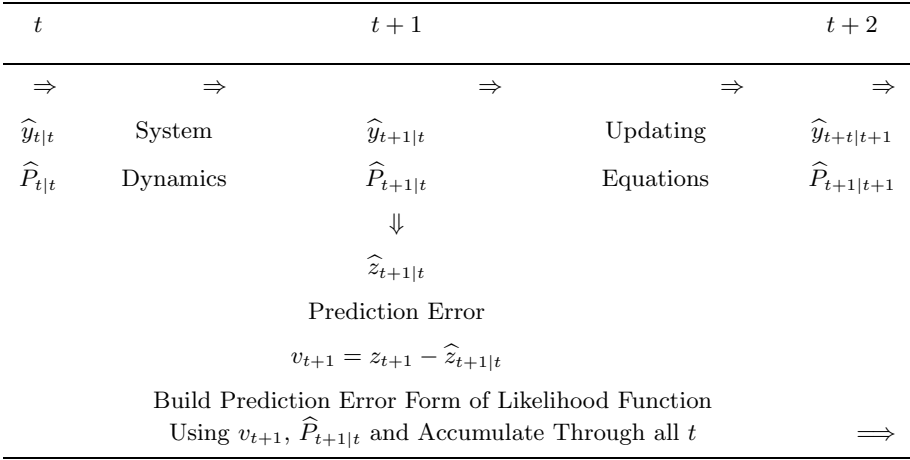 t t + 1 t + 2
⇒ ⇒ ⇒ ⇒ ⇒
ŷ_{t|t} System ŷ_{t+1|t} Updating ŷ_{t+t|t+1}
P̂_{t|t} Dynamics P̂_{t+1|t} Equations P̂_{t+1|t+1}
⇓
ẑ_{t+1|t}
Prediction Error
v_{t+1} = z_{t+1} − ẑ_{t+1|t}
Build Prediction Error Form of Likelihood Function
Using v_{t+1}, P̂_{t+1|t} and Accumulate Through all t ⟹